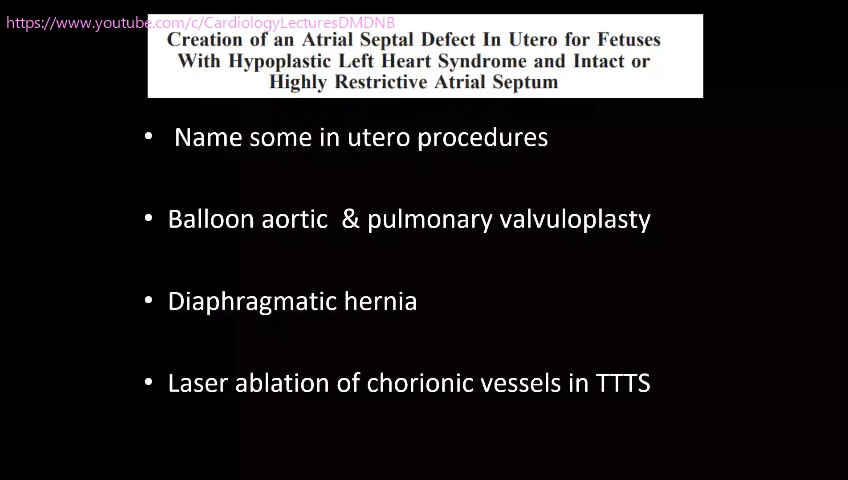 https://www.youtube.com/c/CardiologyLecturesDMDNB
Creation of an Atrial Septal Defect In Utero for Fetuses
With Hypoplastic Left Heart Syndrome and Intact or
Highly Restrictive Atrial Septum
• Name some in utero procedures
• Balloon aortic & pulmonary valvuloplasty
• Diaphragmatic hernia
• Laser ablation of chorionic vessels in TTTS